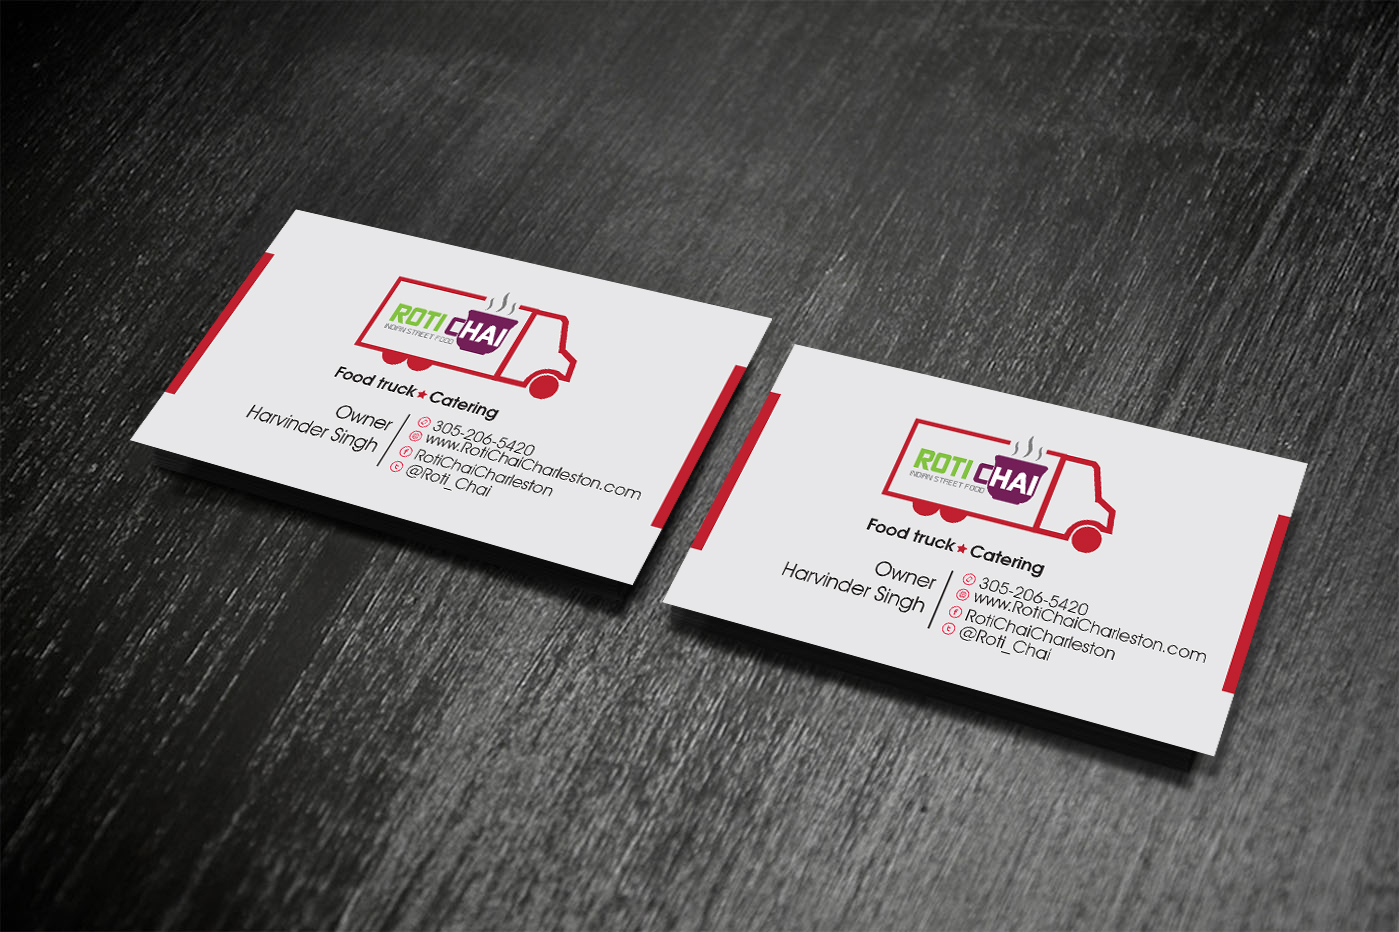 ROTI CHAI
INDIAN STREET FOOD
Food truck★Catering
Owner
Harvinder Singh
305-206-5420
www.RotiChaiCharleston.com
RotiChaiCharleston
@Roti_Chai
ROTI CHAI
INDIAN STREET FOOD
Food truck★Catering
Owner
Harvinder Singh
305-206-5420
www.RotiChaiCharleston.com
RotiChaiCharleston
@Roti_Chai